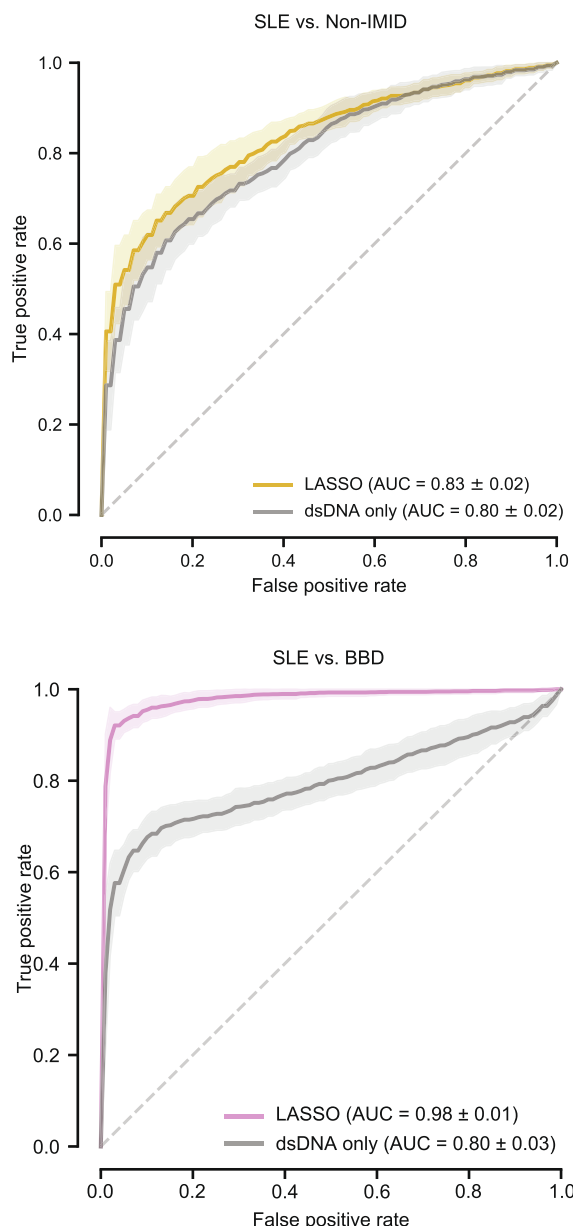 SLE vs. Non-IMID
1.0
0.8
0.6
0.4
0.2
0.0
True positive rate
LASSO (AUC = 0.83 ± 0.02)
dsDNA only (AUC = 0.80 ± 0.02)
0.0 0.2 0.4 0.6 0.8 1.0
False positive rate
SLE vs. BBD
1.0
0.8
0.6
0.4
0.2
0.0
True positive rate
LASSO (AUC = 0.98 ± 0.01)
dsDNA only (AUC = 0.80 ± 0.03)
0.0 0.2 0.4 0.6 0.8 1.0
False positive rate